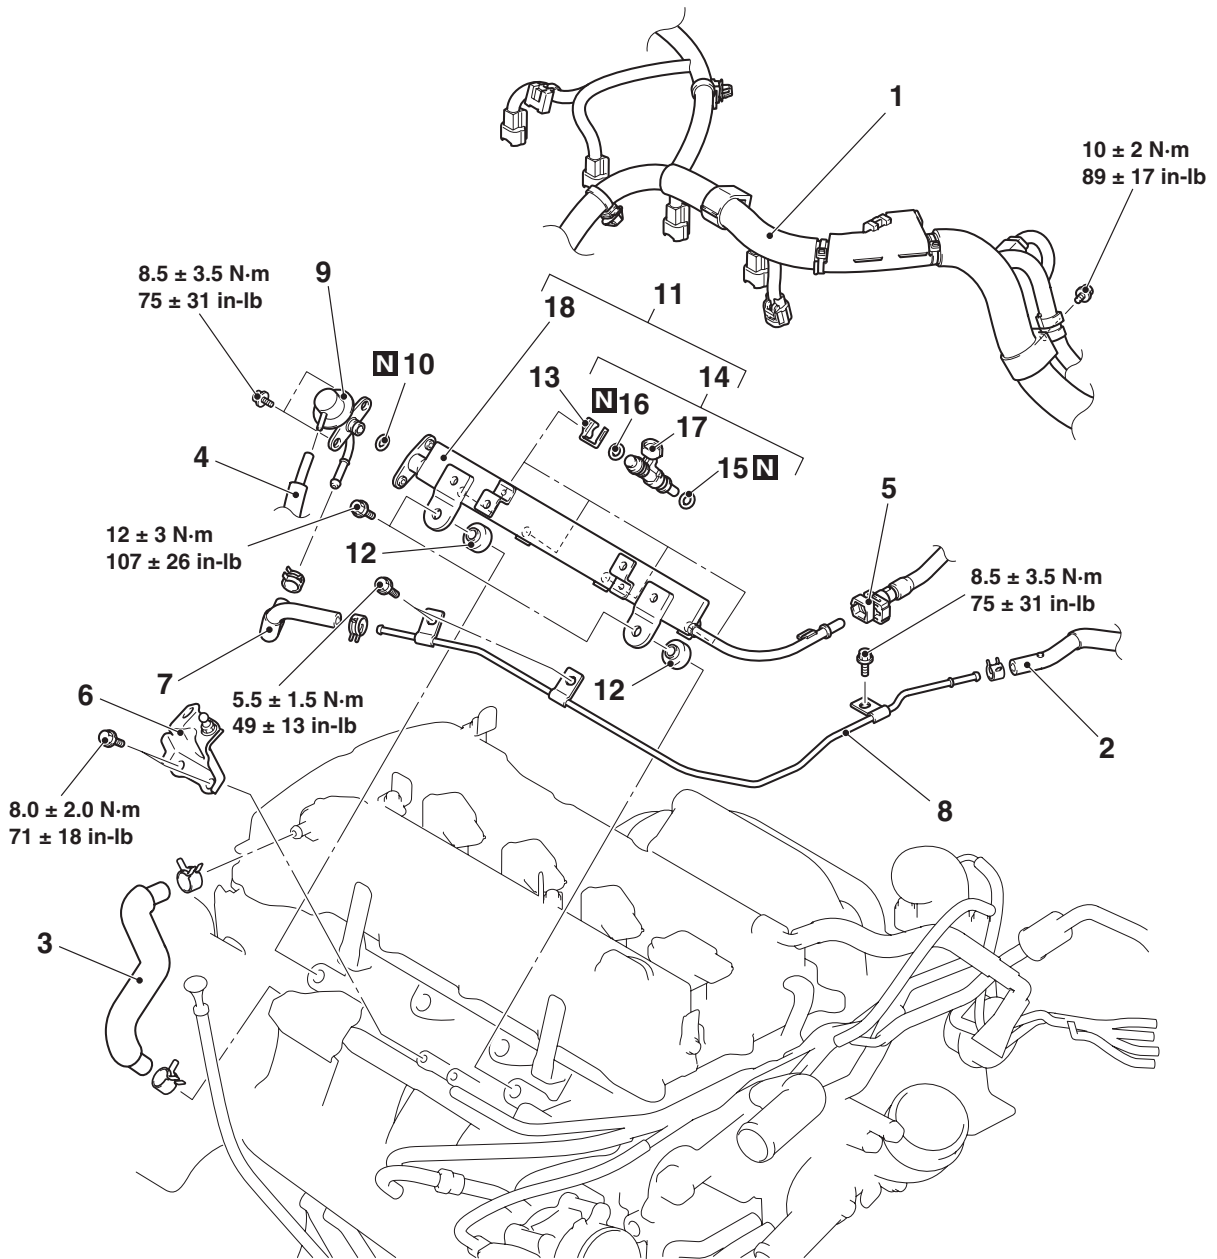 1
10 ± 2 N·m
89 ± 17 in-lb
8.5 ± 3.5 N·m
75 ± 31 in-lb
9
11
18
N 10
13
14
N 16
17
15 N
4
5
12 ± 3 N·m
107 ± 26 in-lb
12
8.5 ± 3.5 N·m
75 ± 31 in-lb
7
12
6
5.5 ± 1.5 N·m
49 ± 13 in-lb
2
8.0 ± 2.0 N·m
71 ± 18 in-lb
8
3